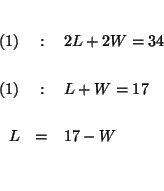 (1) : 2L + 2W = 34
(1) : L + W = 17
L = 17 − W